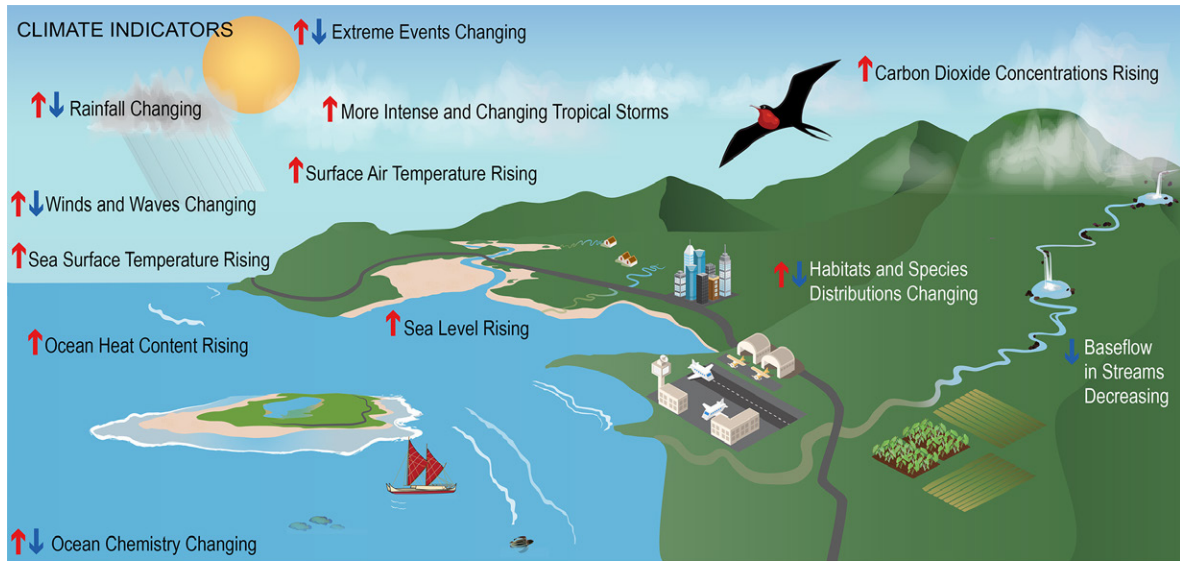 CLIMATE INDICATORS
Extreme Events Changing
Carbon Dioxide Concentrations Rising
Rainfall Changing
More Intense and Changing Tropical Storms
Surface Air Temperature Rising
Winds and Waves Changing
Sea Surface Temperature Rising
Habitats and Species
Distributions Changing
Sea Level Rising
Ocean Heat Content Rising
Baseflow
in Streams
Decreasing
Ocean Chemistry Changing